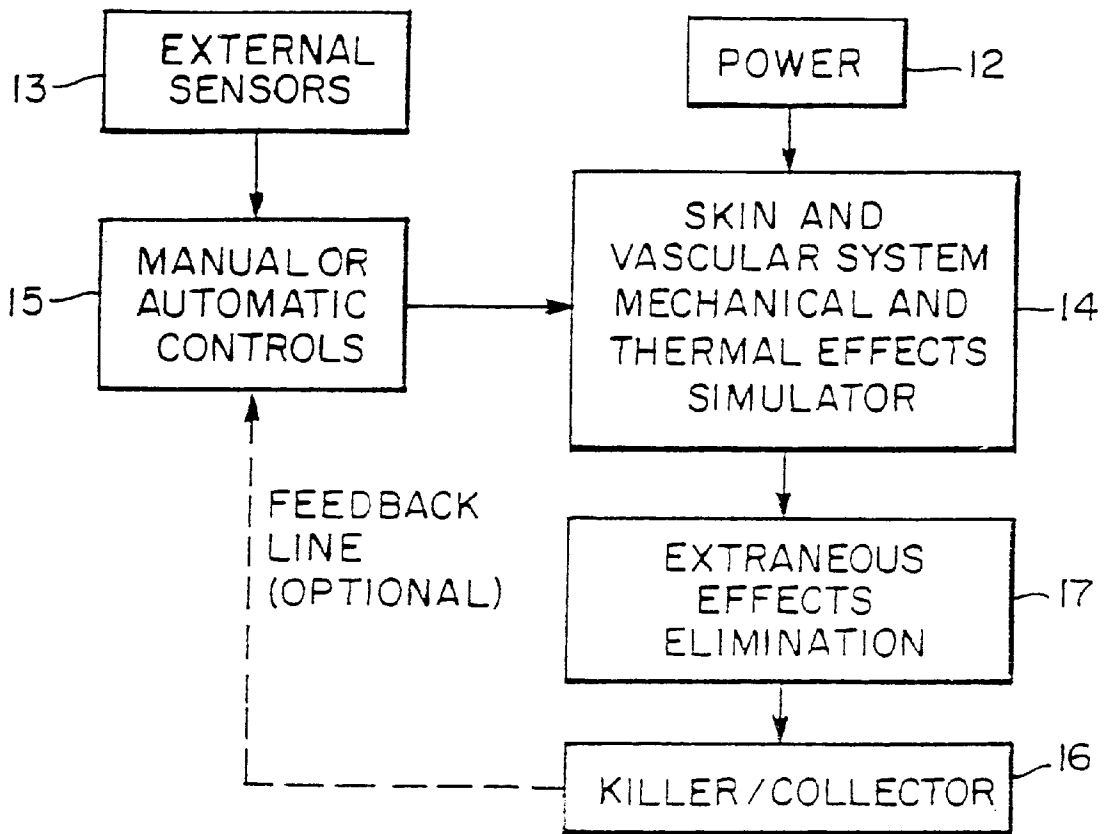 EXTERNAL
SENSORS
13
POWER
12
MANUAL OR
AUTOMATIC
CONTROLS
15
SKIN AND
VASCULAR SYSTEM
MECHANICAL AND
THERMAL EFFECTS
SIMULATOR
14
FEEDBACK
LINE
(OPTIONAL)
EXTRANEOUS
EFFECTS
ELIMINATION
17
KILLER/COLLECTOR
16